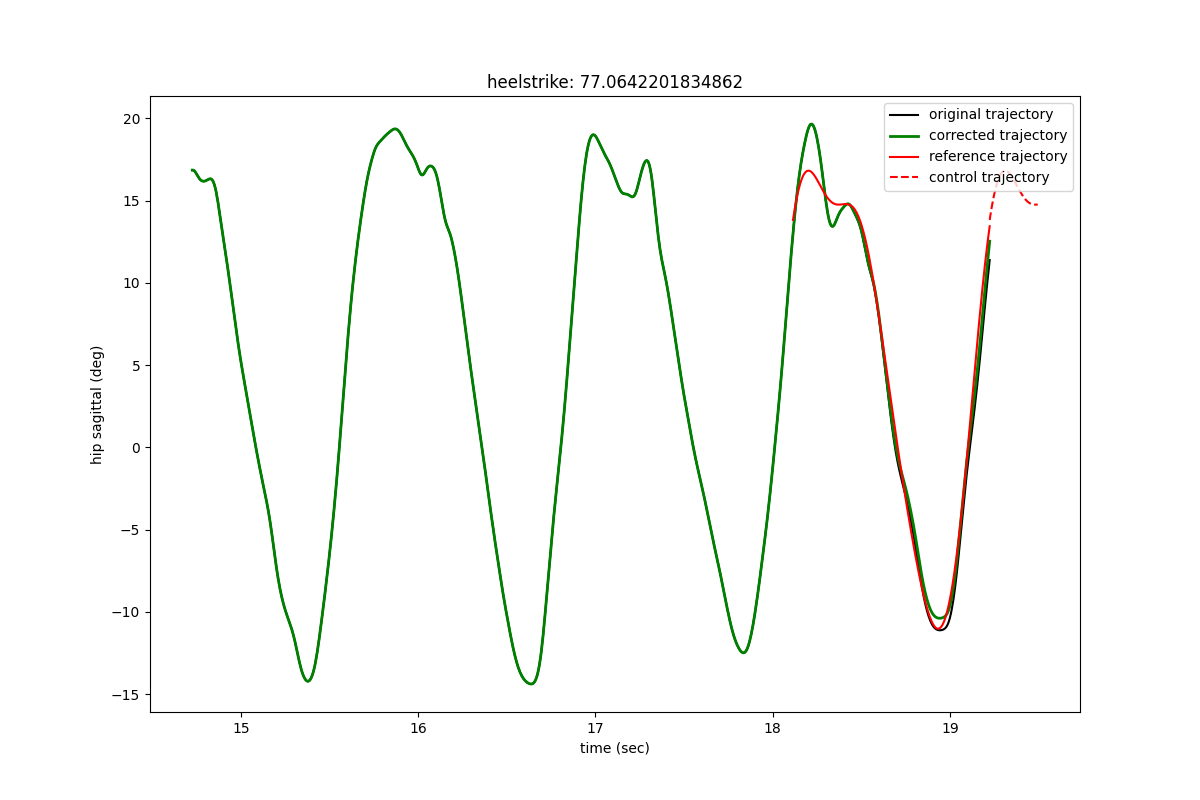 heelstrike: 77.0642201834862
original trajectory
corrected trajectory
reference trajectory
control trajectory
hip sagittal (deg)
20
15
10
5
0
−5
−10
−15
15
16
17
18
19
time (sec)